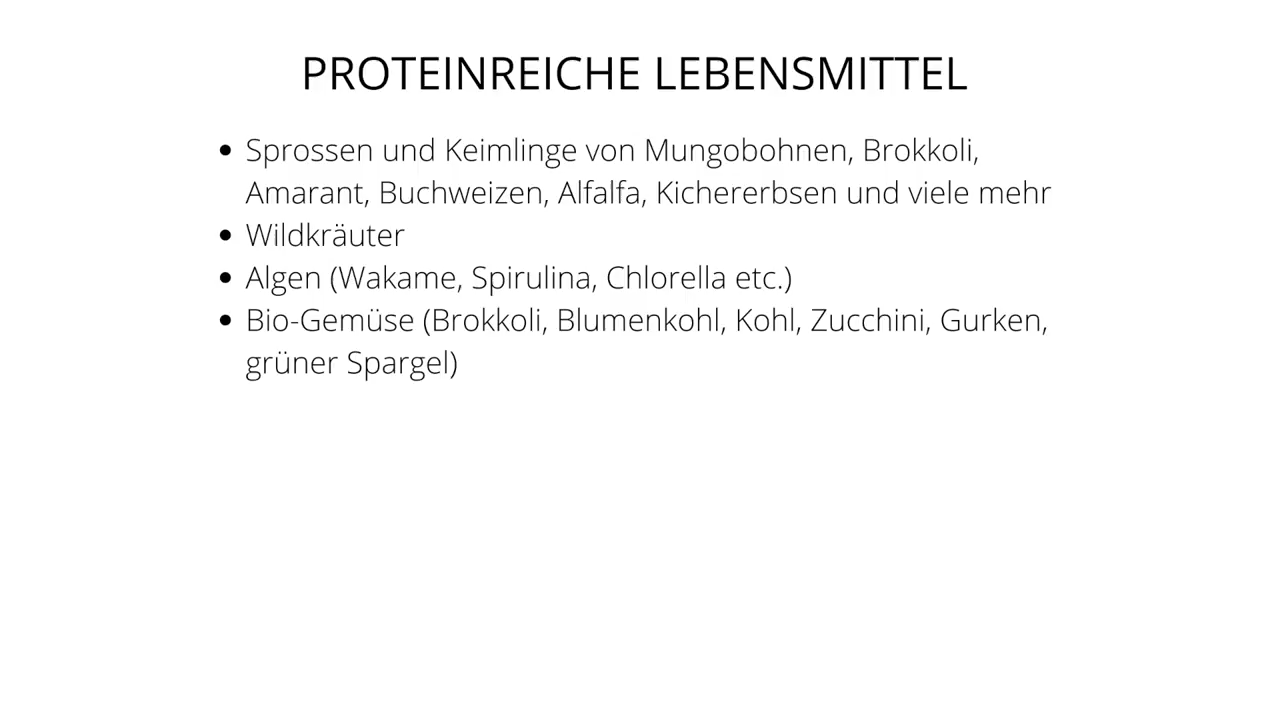 PROTEINREICHE LEBENSMITTEL
• Sprossen und Keimlinge von Mungobohnen, Brokkoli,
Amarant, Buchweizen, Alfalfa, Kichererbsen und viele mehr
• Wildkräuter
• Algen (Wakame, Spirulina, Chlorella etc.)
• Bio-Gemüse (Brokkoli, Blumenkohl, Kohl, Zucchini, Gurken,
grüner Spargel)